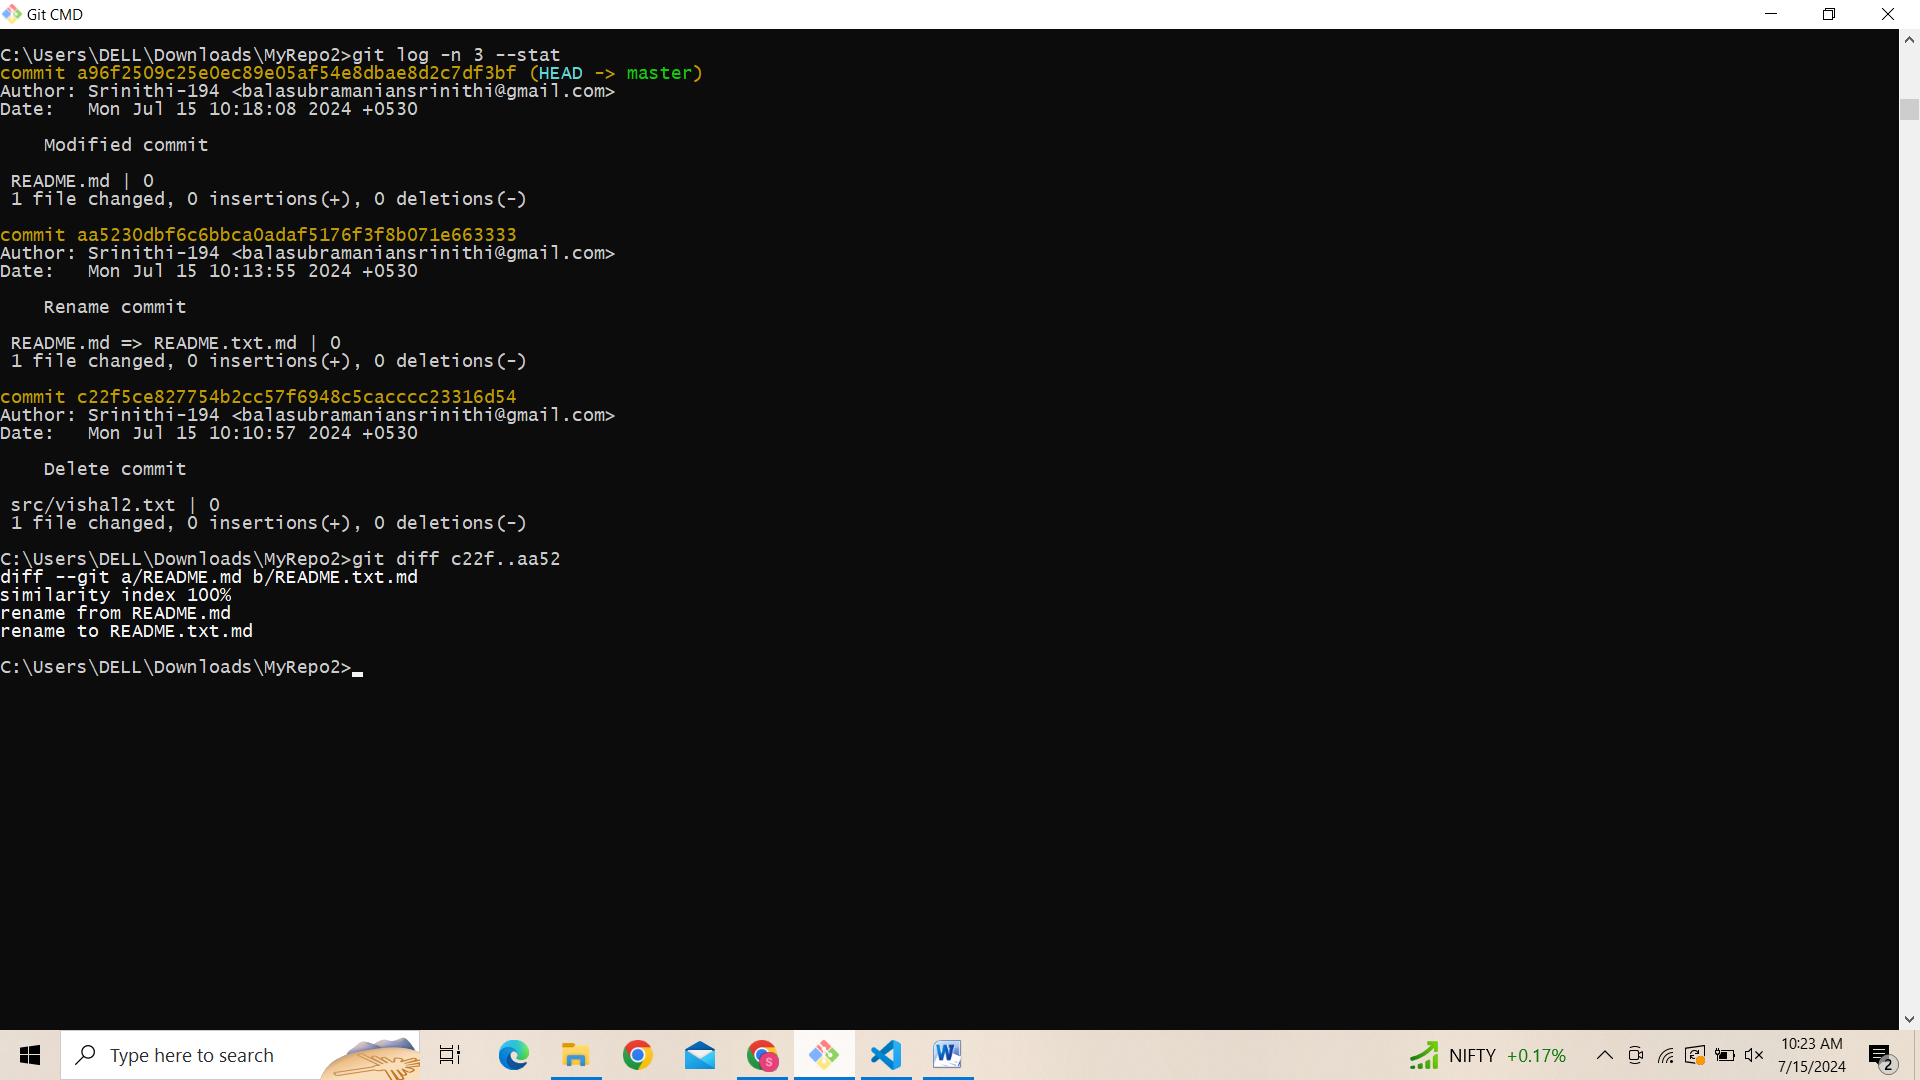 Git CMD
C:\Users\DELL\Downloads\MyRepo2>git log -n 3 --stat
commit a96f2509c25e0ec89e05af54e8dbae8d2c7df3bf (HEAD -> master)
Author: Srinithi-194 <balasubramaniansrinithi@gmail.com>
Date:   Mon Jul 15 10:18:08 2024 +0530
    Modified commit
 README.md | 0
 1 file changed, 0 insertions(+), 0 deletions(-)
commit aa5230dbf6c6bbca0adaf5176f3f8b071e663333
Author: Srinithi-194 <balasubramaniansrinithi@gmail.com>
Date:   Mon Jul 15 10:13:55 2024 +0530
    Rename commit
 README.md => README.txt.md | 0
 1 file changed, 0 insertions(+), 0 deletions(-)
commit c22f5ce827754b2cc57f6948c5cacccc23316d54
Author: Srinithi-194 <balasubramaniansrinithi@gmail.com>
Date:   Mon Jul 15 10:10:57 2024 +0530
    Delete commit
 src/vishal2.txt | 0
 1 file changed, 0 insertions(+), 0 deletions(-)
C:\Users\DELL\Downloads\MyRepo2>git diff c22f..aa52
diff --git a/README.md b/README.txt.md
similarity index 100%
rename from README.md
rename to README.txt.md
C:\Users\DELL\Downloads\MyRepo2>
Type here to search
S
W
NIFTY +0.17%
10:23 AM
7/15/2024
2